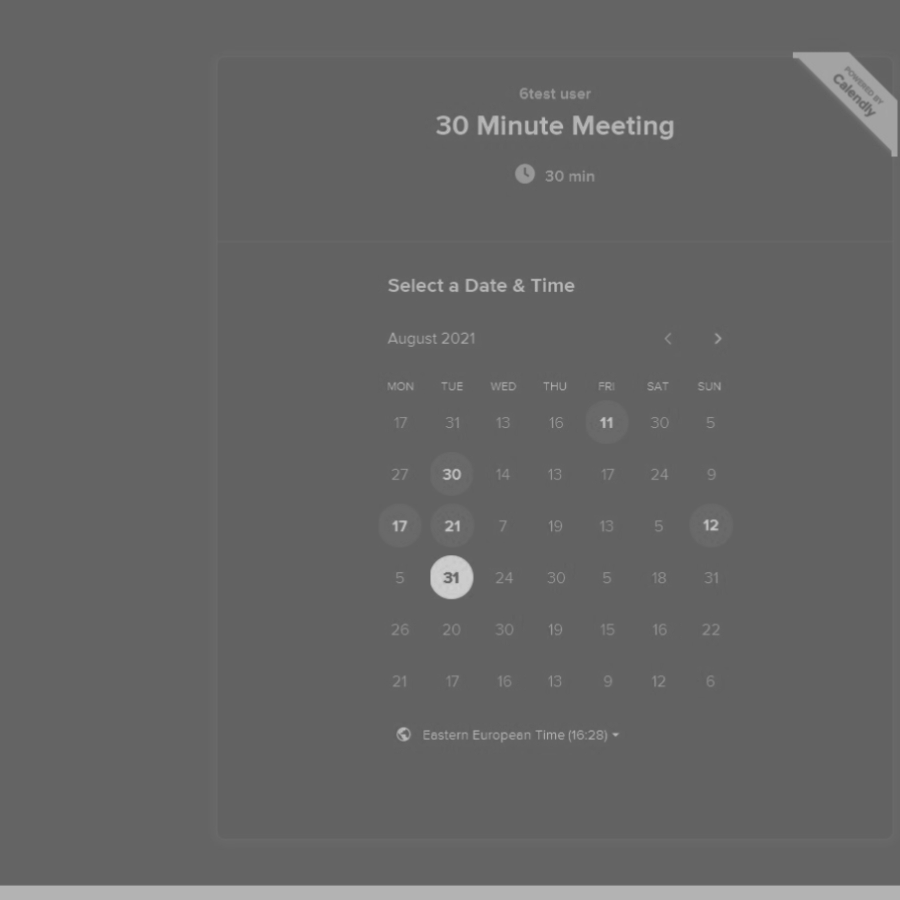 POWERED BY
Calendly
6test user
30 Minute Meeting
30 min
Select a Date & Time
August 2021
MON TUE WED THU FRI SAT SUN
17 31 13 16 11 30 5
27 30 14 13 17 24 9
17 21 7 19 13 5 12
5 31 24 30 5 18 31
26 20 30 19 15 16 22
21 17 16 13 9 12 6
Eastern European Time (16:28)